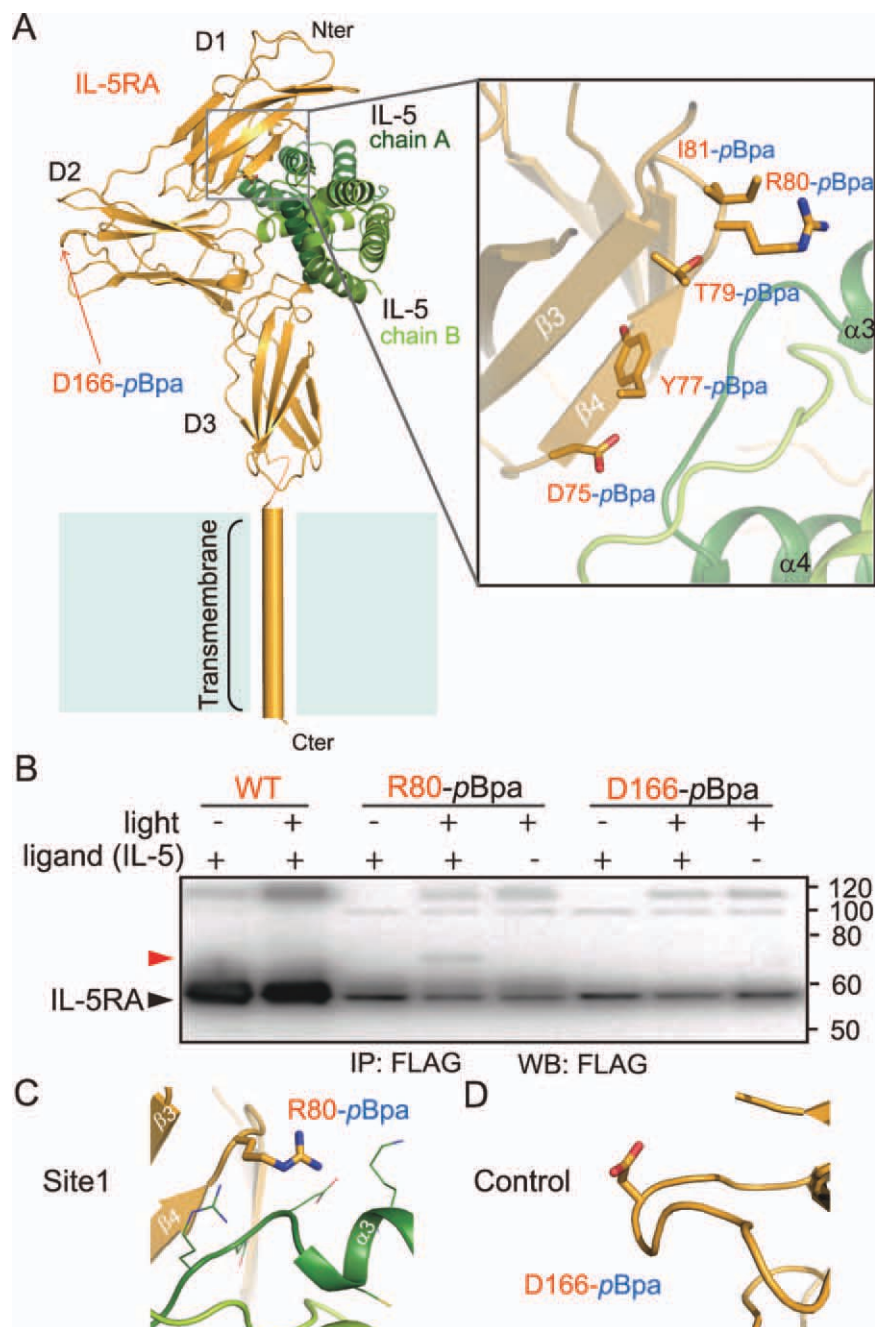 A
D1
Nter
IL-5RA
IL-5
chain A
D2
IL-5
chain B
D166-pBpa
D3
Transmembrane
Cter
I81-pBpa
R80-pBpa
T79-pBpa
β3
α3
Y77-pBpa
β4
D75-pBpa
α4
B
WT R80-pBpa D166-pBpa
light - + - + + - + +
ligand (IL-5) + + + + - + + -
120
100
80
60
IL-5RA
50
IP: FLAG WB: FLAG
C
β3
R80-pBpa
Site1
β4
α3
D
Control
D166-pBpa